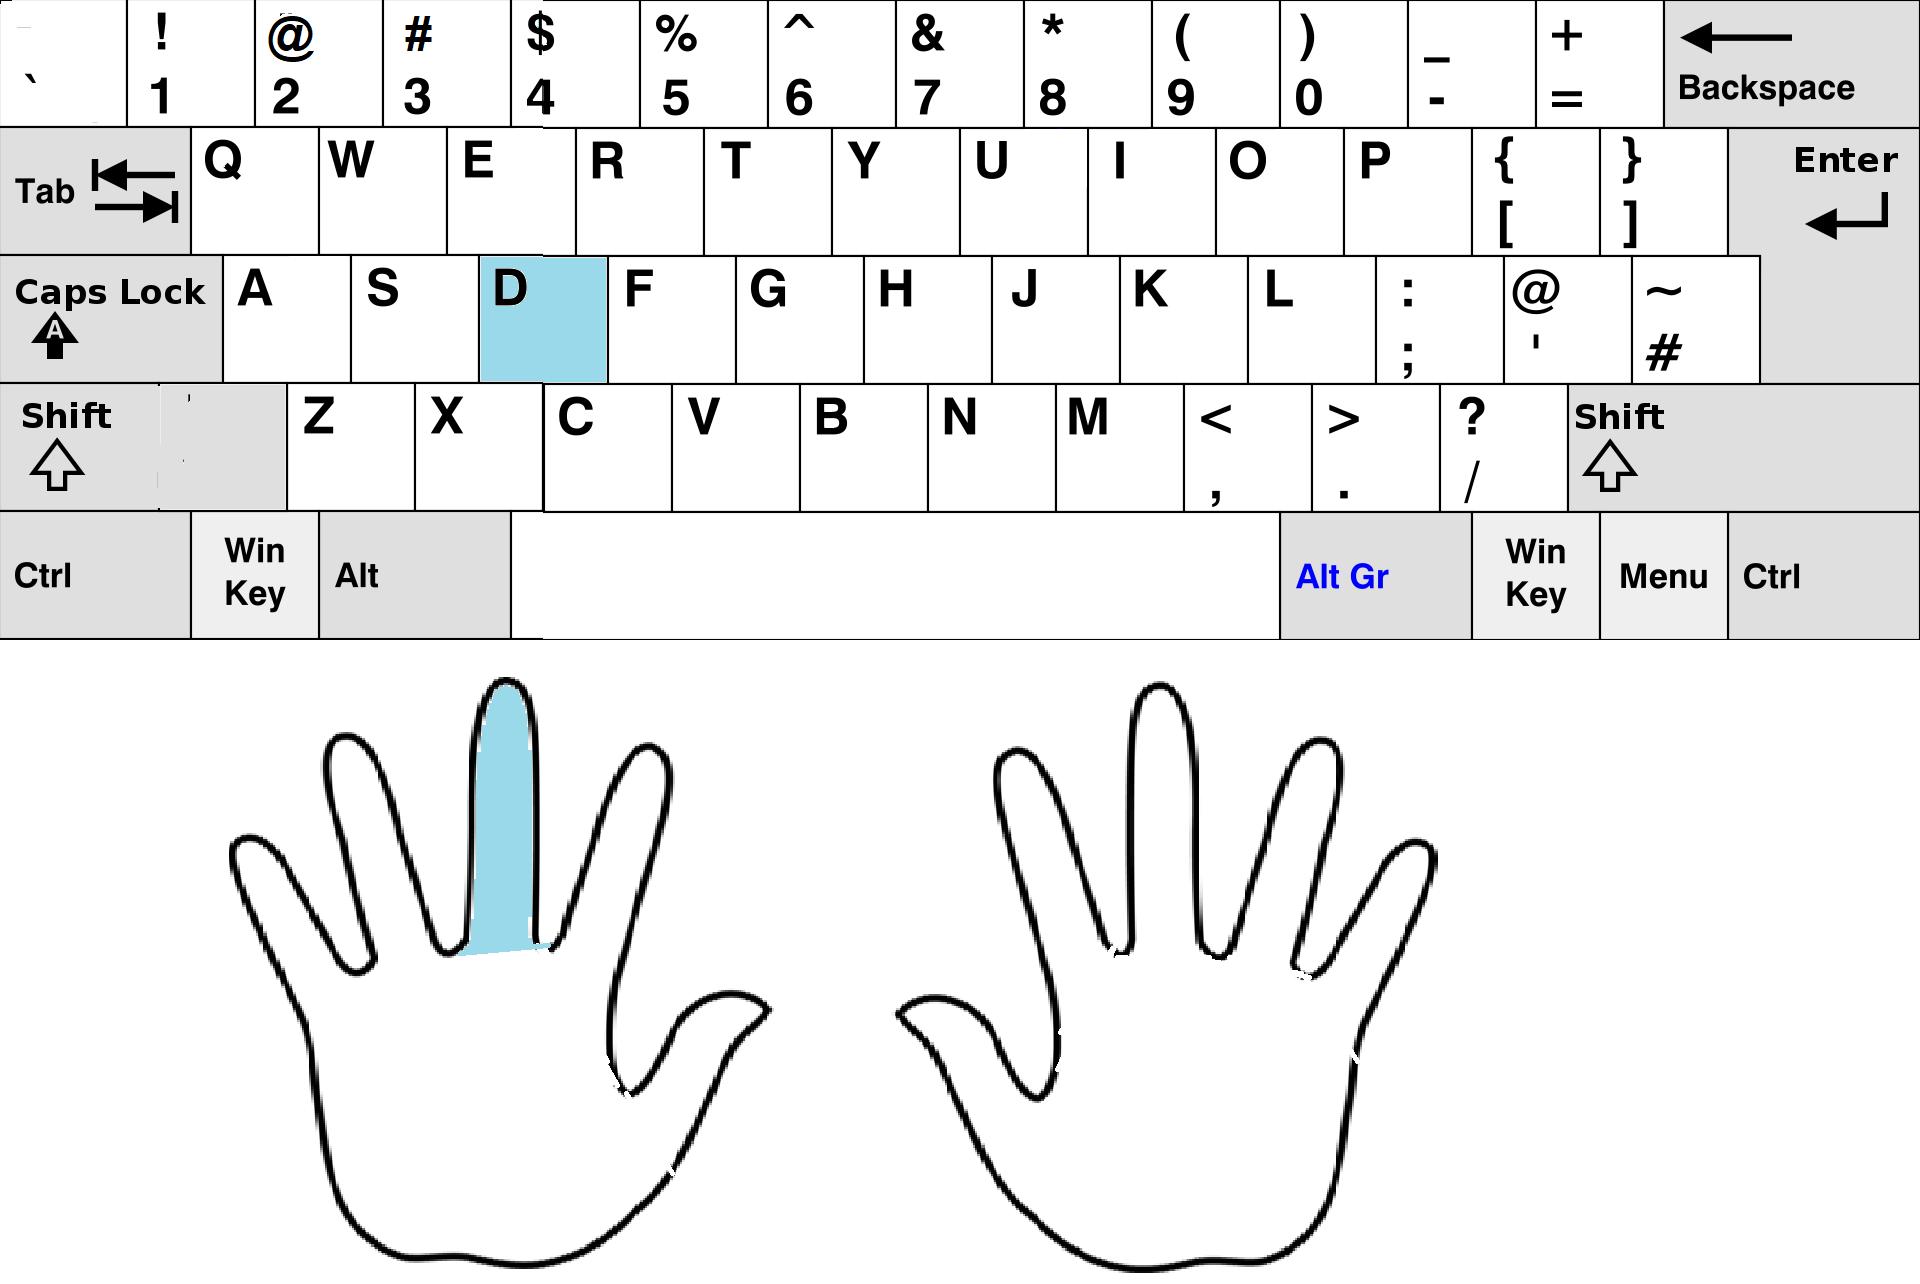 ! @ # $ % ^ & * ( ) _ +
` 1 2 3 4 5 6 7 8 9 0 - =
Backspace
Tab Q W E R T Y U I O P { }
[ ]
Enter
Caps Lock A S D F G H J K L : @ ~
A ; ' #
Shift Z X C V B N M < > ? Shift
, . /
Ctrl Win Key Alt Alt Gr Win Key Menu Ctrl